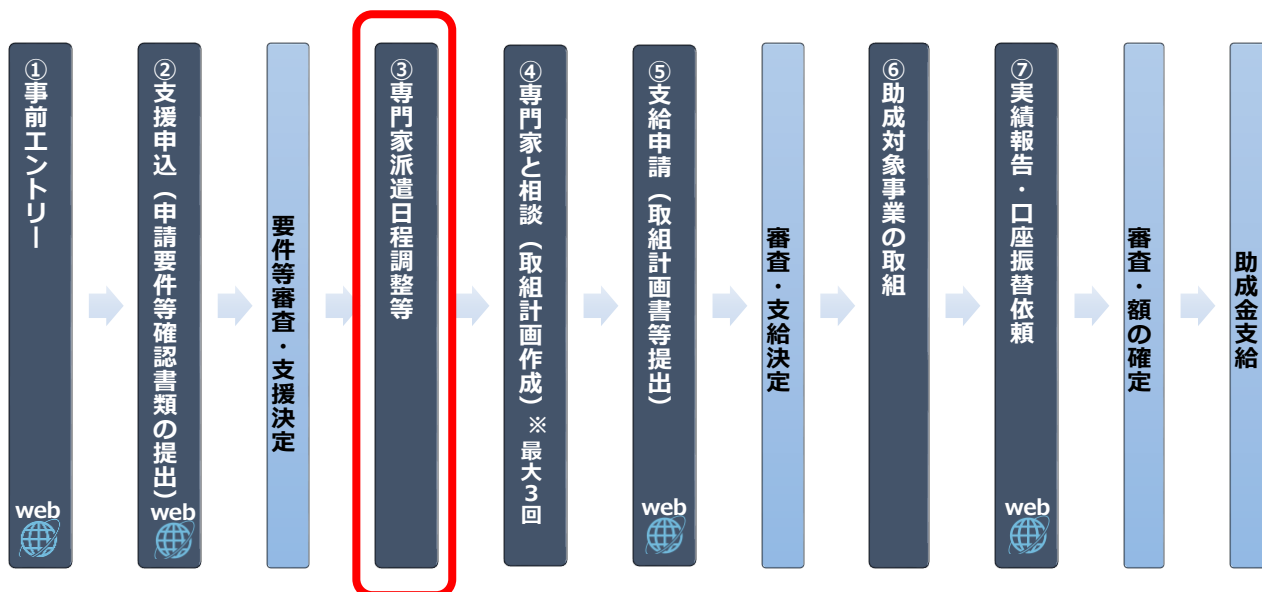 ①事前エントリー
web
②支援申込（申請要件等確認書類の提出）
web
要件等審査・支援決定
③専門家派遣日程調整等
④専門家と相談（取組計画作成）※最大3回
⑤支給申請（取組計画書等提出）
web
審査・支給決定
⑥助成対象事業の取組
⑦実績報告・口座振替依頼
web
審査・額の確定
助成金支給